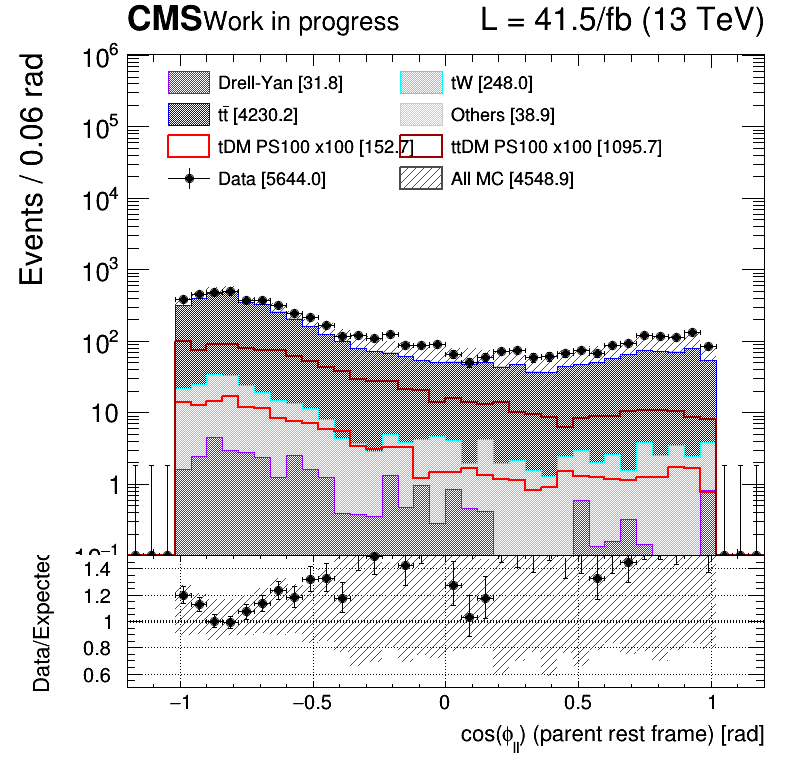 CMS Work in progress L = 41.5/fb (13 TeV)
Events / 0.06 rad
10⁶
10⁵
10⁴
10³
10²
10
1
10⁻¹
Drell-Yan [31.8] tW [248.0]
tt̄ [4230.2] Others [38.9]
tDM PS100 x100 [152.7] ttDM PS100 x100 [1095.7]
Data [5644.0] All MC [4548.9]
Data/Expected
1.4
1.2
1
0.8
0.6
−1 −0.5 0 0.5 1
cos(ϕ_ll) (parent rest frame) [rad]